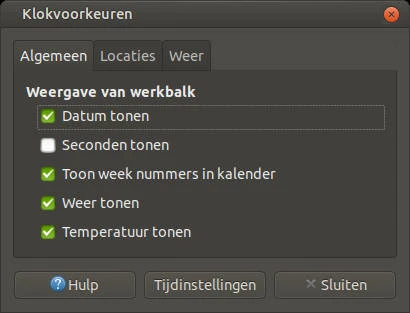 Klokvoorkeuren
Algemeen Locaties Weer
Weergave van werkbalk
Datum tonen
Seconden tonen
Toon week nummers in kalender
Weer tonen
Temperatuur tonen
Hulp Tijdinstellingen Sluiten